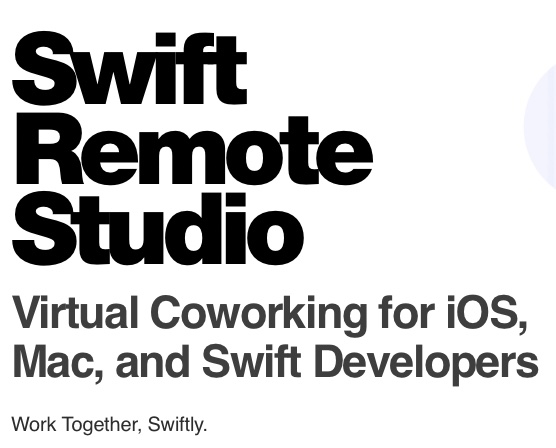 Swift
Remote
Studio
Virtual Coworking for iOS,
Mac, and Swift Developers
Work Together, Swiftly.